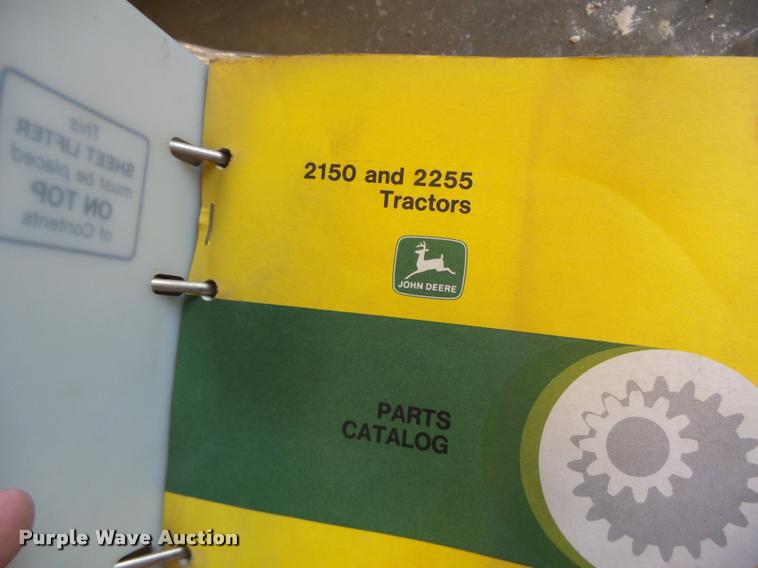 This
SHEET LIFTER
must be placed
ON TOP
of Contents
2150 and 2255
Tractors
JOHN DEERE
PARTS
CATALOG
Purple Wave Auction